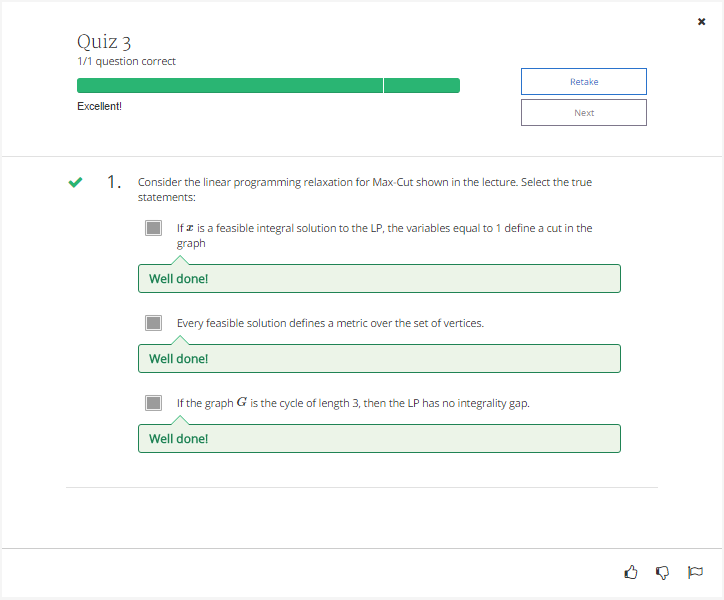 Quiz 3
1/1 question correct
Excellent!
Retake
Next
1. Consider the linear programming relaxation for Max-Cut shown in the lecture. Select the true
statements:
If x is a feasible integral solution to the LP, the variables equal to 1 define a cut in the
graph
Well done!
Every feasible solution defines a metric over the set of vertices.
Well done!
If the graph G is the cycle of length 3, then the LP has no integrality gap.
Well done!